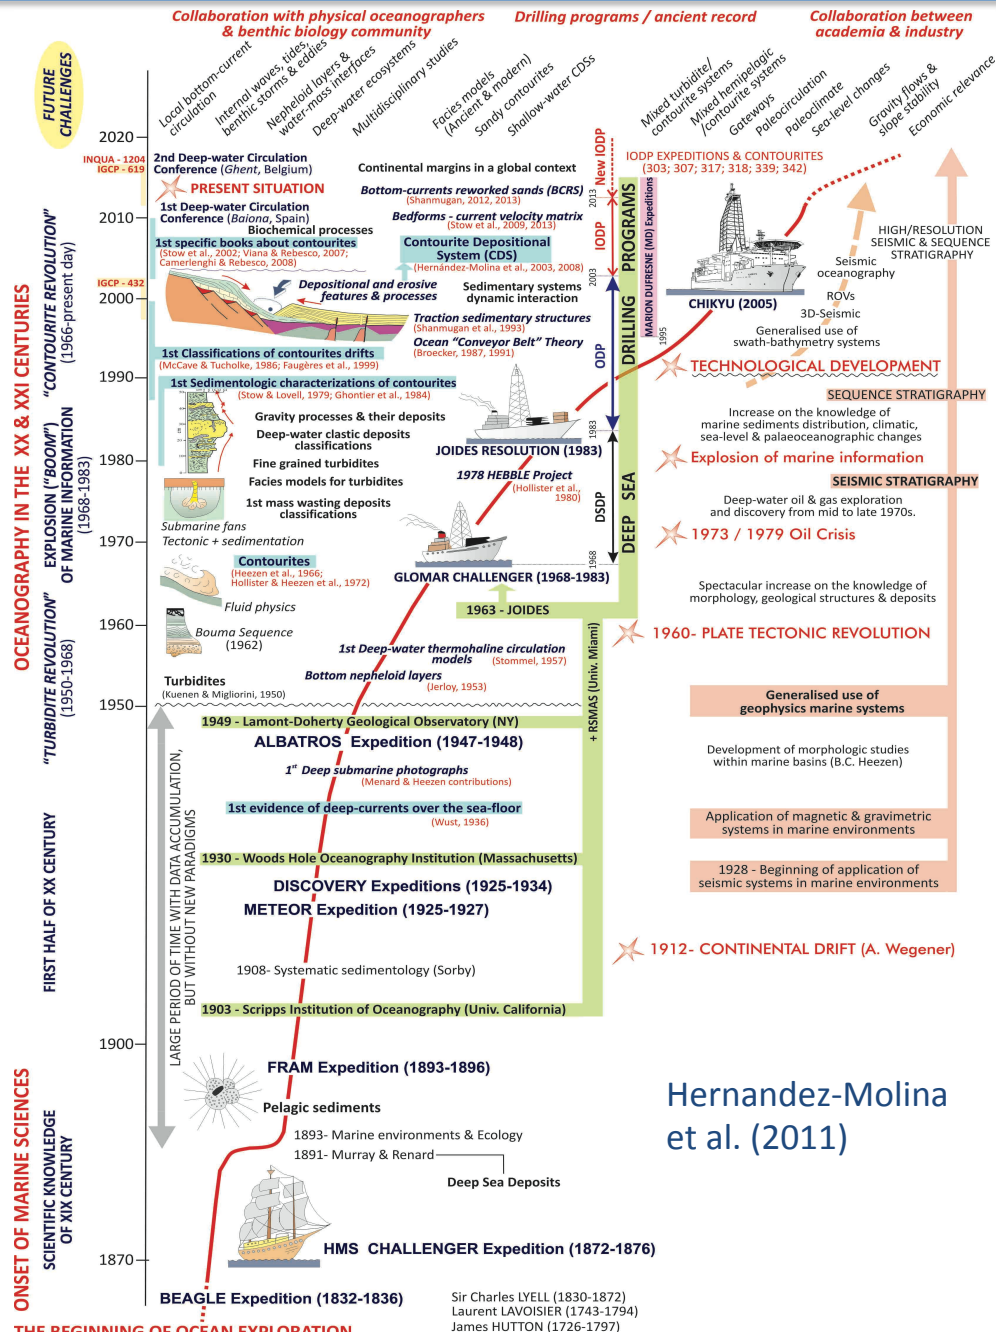 Collaboration with physical oceanographers
& benthic biology community
Drilling programs / ancient record
Collaboration between
academia & industry
FUTURE
CHALLENGES
Local bottom-current
circulation
Internal waves, tides,
benthic storms & eddies
Nepheloid layers &
water-mass interfaces
Deep-water ecosystems
Multidisciplinary studies
Facies models
(Ancient & modern)
Sandy contourites
Shallow-water CDSs
Mixed turbidite/
contourite systems
Mixed hemipelagic
/contourite systems
Gateways
Paleocirculation
Paleoclimate
Sea-level changes
Gravity flows &
slope stability
Economic relevance
2020
INQUA - 1204
IGCP - 619
2nd Deep-water Circulation
Conference (Ghent, Belgium)
PRESENT SITUATION
1st Deep-water Circulation
Conference (Baiona, Spain)
2010
Biochemical processes
1st specific books about contourites
(Stow et al., 2002; Viana & Rebesco, 2007;
Camerlenghi & Rebesco, 2008)
Continental margins in a global context
Bottom-currents reworked sands (BCRS)
(Shanmugan, 2012, 2013)
Bedforms - current velocity matrix
(Stow et al., 2009, 2013)
Contourite Depositional
System (CDS)
(Hernández-Molina et al., 2003, 2008)
IGCP - 432
2000
Depositional and erosive
features & processes
Sedimentary systems
dynamic interaction
Traction sedimentary structures
(Shanmugan et al., 1993)
Ocean "Conveyor Belt" Theory
(Broecker, 1987, 1991)
1st Classifications of contourites drifts
(McCave & Tucholke, 1986; Faugères et al., 1999)
1990
1st Sedimentologic characterizations of contourites
(Stow & Lovell, 1979; Ghontier et al., 1984)
Gravity processes & their deposits
Deep-water clastic deposits
classifications
Fine grained turbidites
Facies models for turbidites
1st mass wasting deposits
classifications
1980
Submarine fans
Tectonic + sedimentation
1970
Contourites
(Heezen et al., 1966;
Hollister & Heezen et al., 1972)
Fluid physics
1960
Bouma Sequence
(1962)
Turbidites
(Kuenen & Migliorini, 1950)
1950
JOIDES RESOLUTION (1983)
1978 HEBBLE Project
(Hollister et al.,
1980)
GLOMAR CHALLENGER (1968-1983)
1963 - JOIDES
1st Deep-water thermohaline circulation
models (Stommel, 1957)
Bottom nepheloid layers
(Jerloy, 1953)
New IODP
2013
IODP
2003
ODP
1983
DSDP
1968
DEEP SEA DRILLING PROGRAMS
MARION DUFRESNE (MD) Expeditions
1995
IODP EXPEDITIONS & CONTOURITES
(303; 307; 317; 318; 339; 342)
CHIKYU (2005)
HIGH/RESOLUTION
SEISMIC & SEQUENCE
STRATIGRAPHY
Seismic
oceanography
ROVs
3D-Seismic
Generalised use of
swath-bathymetry systems
TECHNOLOGICAL DEVELOPMENT
SEQUENCE STRATIGRAPHY
Increase on the knowledge of
marine sediments distribution, climatic,
sea-level & palaeoceanographic changes
Explosion of marine information
SEISMIC STRATIGRAPHY
Deep-water oil & gas exploration
and discovery from mid to late 1970s.
1973 / 1979 Oil Crisis
Spectacular increase on the knowledge of
morphology, geological structures & deposits
1960- PLATE TECTONIC REVOLUTION
Generalised use of
geophysics marine systems
Development of morphologic studies
within marine basins (B.C. Heezen)
Application of magnetic & gravimetric
systems in marine environments
1928 - Beginning of application of
seismic systems in marine environments
1912- CONTINENTAL DRIFT (A. Wegener)
+ RSMAS (Univ. Miami)
1949 - Lamont-Doherty Geological Observatory (NY)
ALBATROS Expedition (1947-1948)
1st Deep submarine photographs
(Menard & Heezen contributions)
1st evidence of deep-currents over the sea-floor
(Wust, 1936)
1930 - Woods Hole Oceanography Institution (Massachusetts)
DISCOVERY Expeditions (1925-1934)
METEOR Expedition (1925-1927)
1908- Systematic sedimentology (Sorby)
1903 - Scripps Institution of Oceanography (Univ. California)
LARGE PERIOD OF TIME WITH DATA ACCUMULATION,
BUT WITHOUT NEW PARADIGMS
1900
FRAM Expedition (1893-1896)
Pelagic sediments
1893- Marine environments & Ecology
1891- Murray & Renard
Deep Sea Deposits
HMS CHALLENGER Expedition (1872-1876)
1870
BEAGLE Expedition (1832-1836)
Sir Charles LYELL (1830-1872)
Laurent LAVOISIER (1743-1794)
James HUTTON (1726-1797)
THE BEGINNING OF OCEAN EXPLORATION
Hernandez-Molina
et al. (2011)
OCEANOGRAPHY IN THE XX & XXI CENTURIES
"CONTOURITE REVOLUTION"
(1966-present day)
EXPLOSION ("BOOM")
OF MARINE INFORMATION
(1968-1983)
"TURBIDITE REVOLUTION"
(1950-1968)
FIRST HALF OF XX CENTURY
ONSET OF MARINE SCIENCES
SCIENTIFIC KNOWLEDGE
OF XIX CENTURY